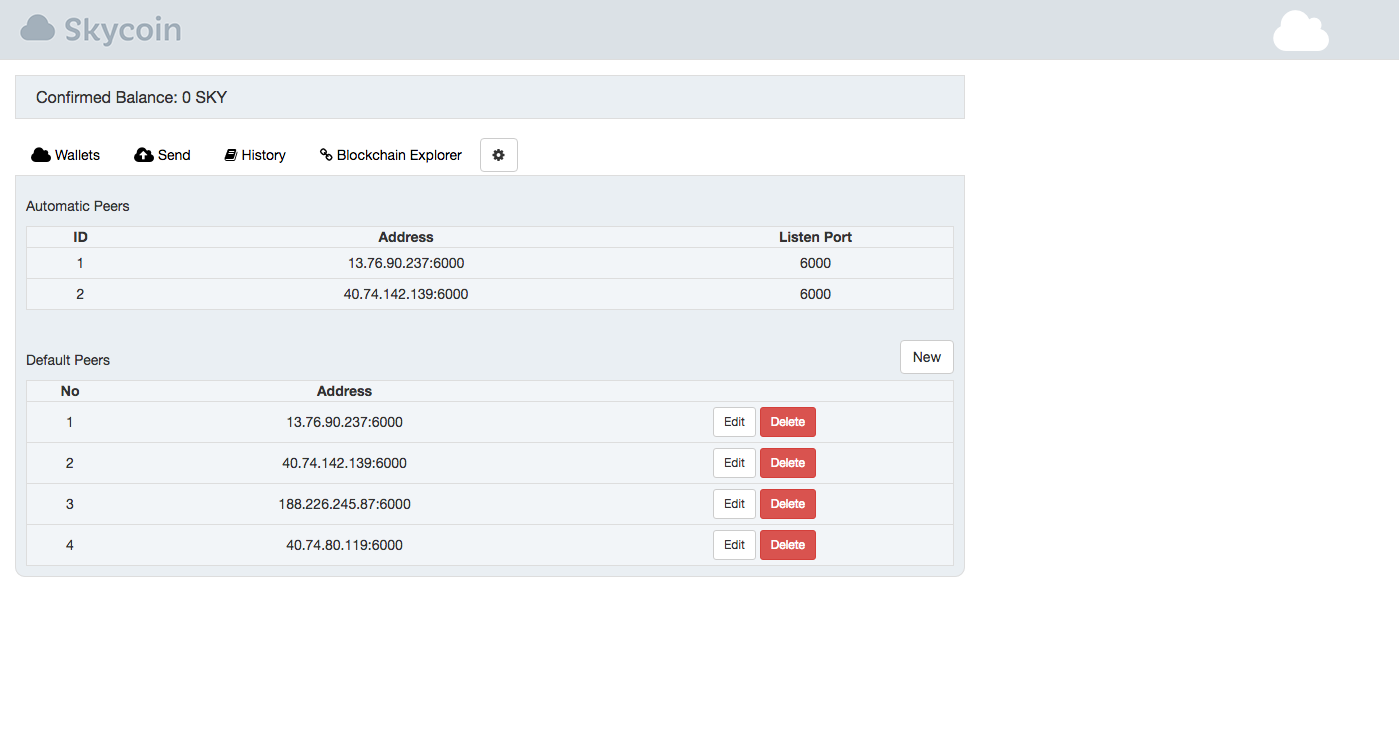 Skycoin
Confirmed Balance: 0 SKY
Wallets Send History Blockchain Explorer
Automatic Peers
ID Address Listen Port
1 13.76.90.237:6000 6000
2 40.74.142.139:6000 6000
Default Peers New
No Address
1 13.76.90.237:6000 Edit Delete
2 40.74.142.139:6000 Edit Delete
3 188.226.245.87:6000 Edit Delete
4 40.74.80.119:6000 Edit Delete